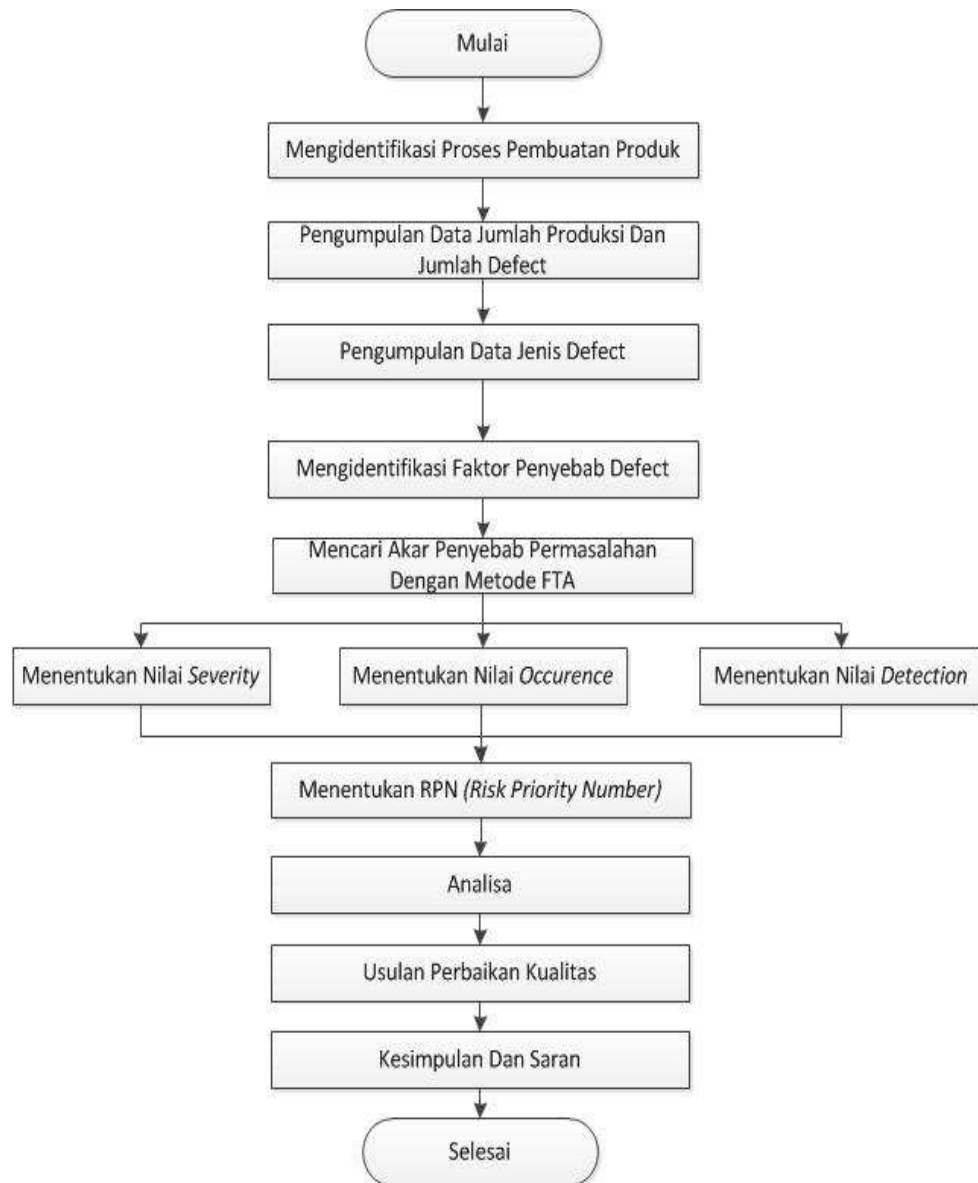 Mulai
Mengidentifikasi Proses Pembuatan Produk
Pengumpulan Data Jumlah Produksi Dan
Jumlah Defect
Pengumpulan Data Jenis Defect
Mengidentifikasi Faktor Penyebab Defect
Mencari Akar Penyebab Permasalahan
Dengan Metode FTA
Menentukan Nilai Severity
Menentukan Nilai Occurence
Menentukan Nilai Detection
Menentukan RPN (Risk Priority Number)
Analisa
Usulan Perbaikan Kualitas
Kesimpulan Dan Saran
Selesai